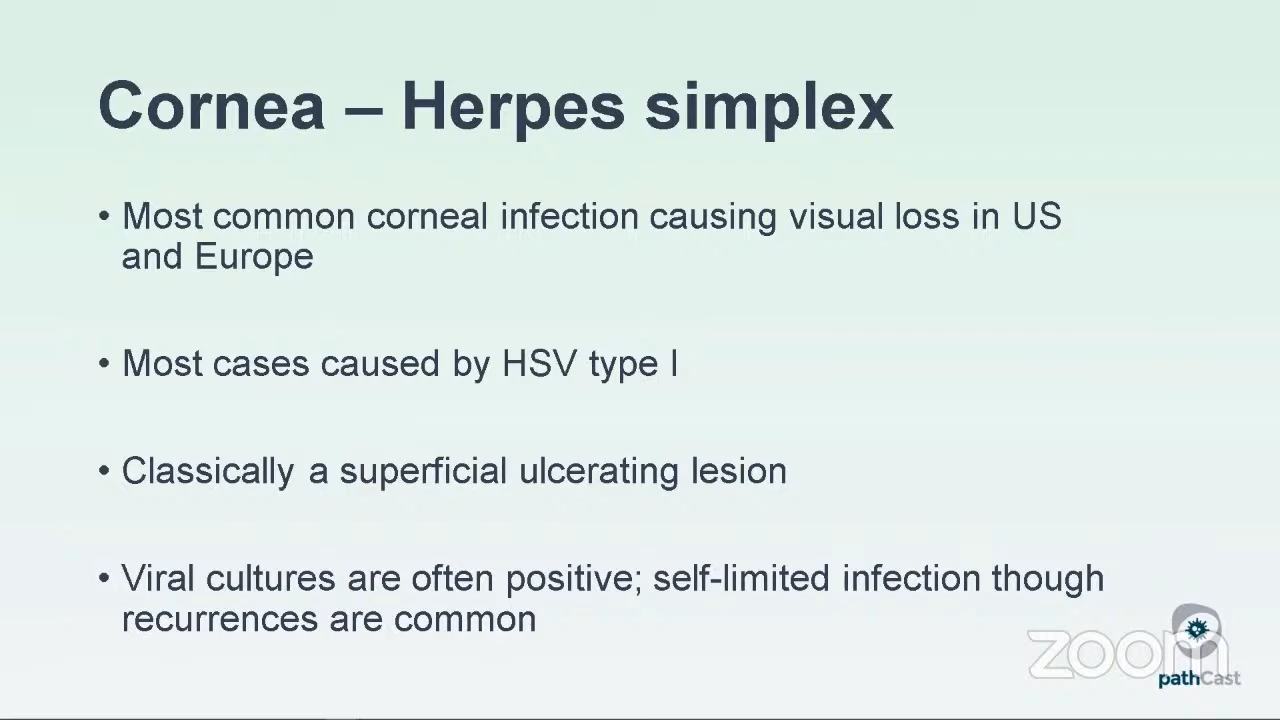 Cornea – Herpes simplex
• Most common corneal infection causing visual loss in US
and Europe
• Most cases caused by HSV type I
• Classically a superficial ulcerating lesion
• Viral cultures are often positive; self-limited infection though
recurrences are common
zoom
pathCast